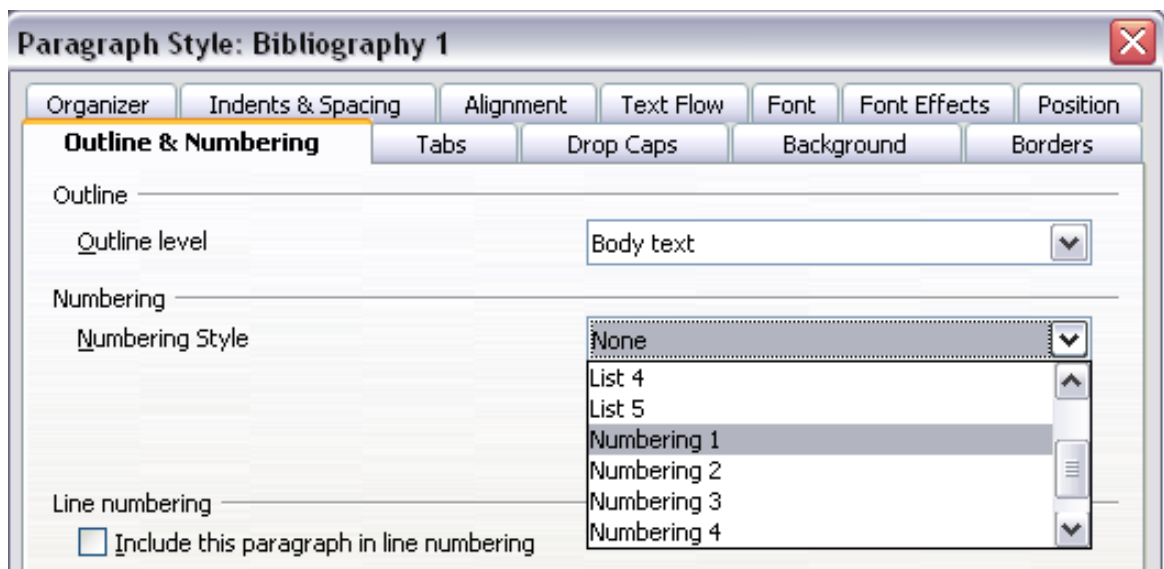 Paragraph Style: Bibliography 1
Organizer Indents & Spacing Alignment Text Flow Font Font Effects Position
Outline & Numbering Tabs Drop Caps Background Borders
Outline
Outline level Body text
Numbering
Numbering Style None
List 4
List 5
Numbering 1
Numbering 2
Numbering 3
Line numbering
Numbering 4
Include this paragraph in line numbering